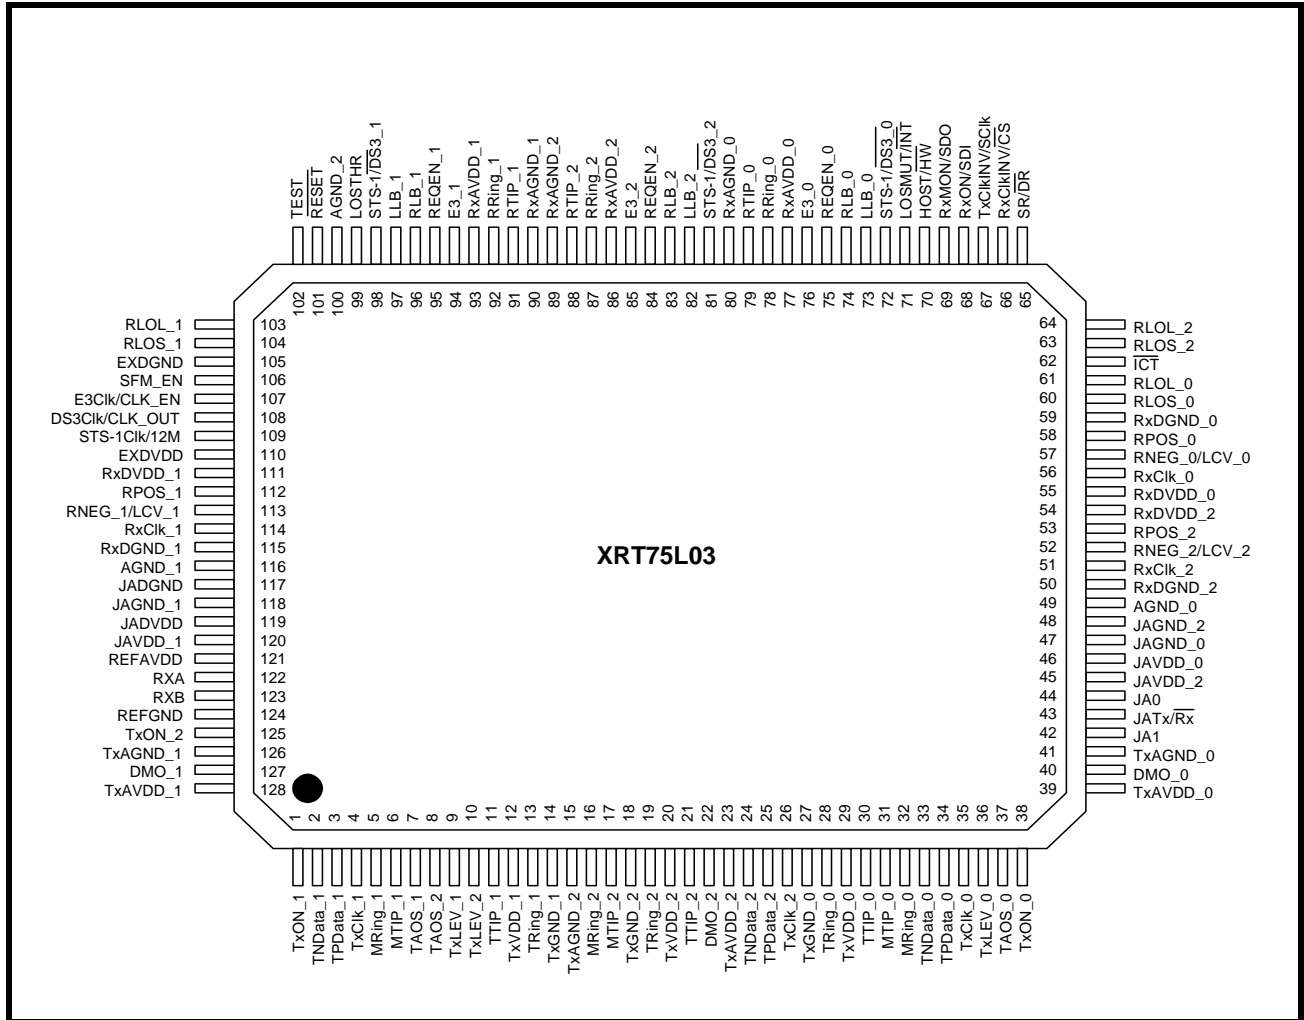 TEST
RESET
AGND_2
LOSTHR
STS-1/DS3_1
LLB_1
RLB_1
REQEN_1
E3_1
RxAVDD_1
RRing_1
RTIP_1
RxAGND_1
RxAGND_2
RTIP_2
RRing_2
RxAVDD_2
E3_2
REQEN_2
RLB_2
LLB_2
STS-1/DS3_2
RxAGND_0
RTIP_0
RRing_0
RxAVDD_0
E3_0
REQEN_0
RLB_0
LLB_0
STS-1/DS3_0
LOSMUT/INT
HOST/HW
RxMON/SDO
RxON/SDI
TxClkINV/SClk
RxClkINV/CS
SR/DR
102 101 100 99 98 97 96 95 94 93 92 91 90 89 88 87 86 85 84 83 82 81 80 79 78 77 76 75 74 73 72 71 70 69 68 67 66 65
RLOL_1 103
RLOS_1 104
EXDGND 105
SFM_EN 106
E3Clk/CLK_EN 107
DS3Clk/CLK_OUT 108
STS-1Clk/12M 109
EXDVDD 110
RxDVDD_1 111
RPOS_1 112
RNEG_1/LCV_1 113
RxClk_1 114
RxDGND_1 115
AGND_1 116
JADGND 117
JAGND_1 118
JADVDD 119
JAVDD_1 120
REFAVDD 121
RXA 122
RXB 123
REFGND 124
TxON_2 125
TxAGND_1 126
DMO_1 127
TxAVDD_1 128
XRT75L03
64 RLOL_2
63 RLOS_2
62 ICT
61 RLOL_0
60 RLOS_0
59 RxDGND_0
58 RPOS_0
57 RNEG_0/LCV_0
56 RxClk_0
55 RxDVDD_0
54 RxDVDD_2
53 RPOS_2
52 RNEG_2/LCV_2
51 RxClk_2
50 RxDGND_2
49 AGND_0
48 JAGND_2
47 JAGND_0
46 JAVDD_0
45 JAVDD_2
44 JA0
43 JATx/Rx
42 JA1
41 TxAGND_0
40 DMO_0
39 TxAVDD_0
1 2 3 4 5 6 7 8 9 10 11 12 13 14 15 16 17 18 19 20 21 22 23 24 25 26 27 28 29 30 31 32 33 34 35 36 37 38
TxON_1
TNData_1
TPData_1
TxClk_1
MRing_1
MTIP_1
TAOS_1
TAOS_2
TxLEV_1
TxLEV_2
TTIP_1
TxVDD_1
TRing_1
TxGND_1
TxAGND_2
MRing_2
MTIP_2
TxGND_2
TRing_2
TxVDD_2
TTIP_2
DMO_2
TxAVDD_2
TNData_2
TPData_2
TxClk_2
TxGND_0
TRing_0
TxVDD_0
TTIP_0
MTIP_0
MRing_0
TNData_0
TPData_0
TxClk_0
TxLEV_0
TAOS_0
TxON_0